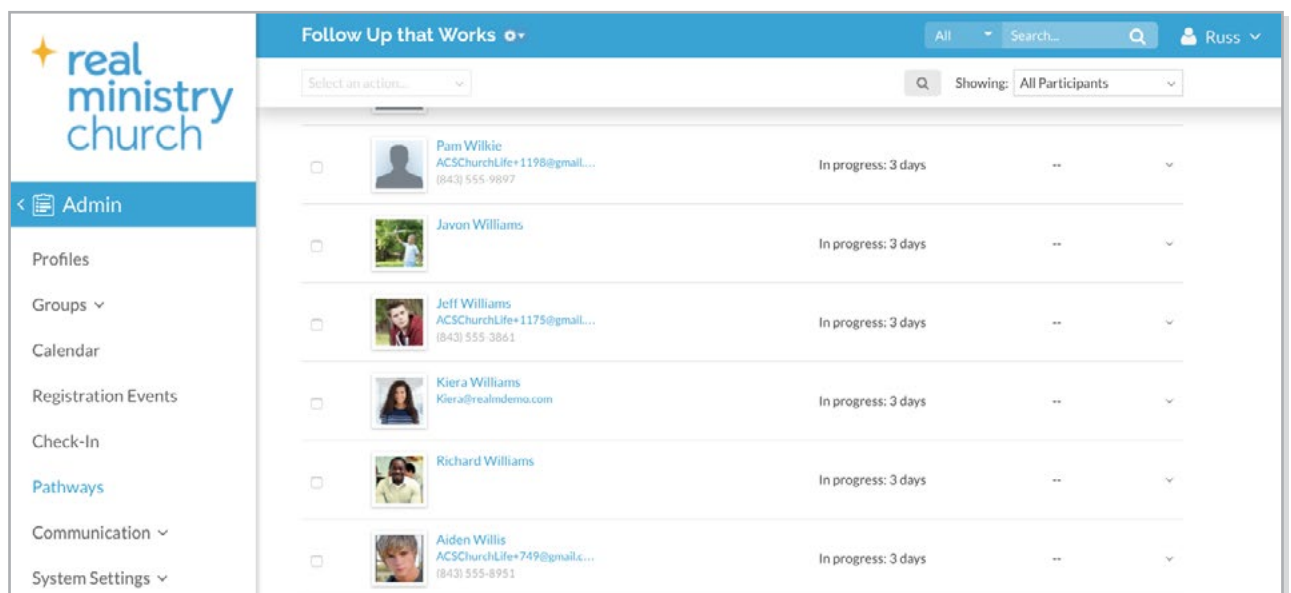 real
ministry
church
Follow Up that Works
All
Search...
Russ
Select an action...
Showing: All Participants
Admin
Profiles
Groups
Calendar
Registration Events
Check-In
Pathways
Communication
System Settings
Pam Wilkie
ACSChurchLife+1198@gmail....
(843) 555-9897
In progress: 3 days
--
Javon Williams
In progress: 3 days
--
Jeff Williams
ACSChurchLife+1175@gmail....
(843) 555-3861
In progress: 3 days
--
Kiera Williams
Kiera@realmdemo.com
In progress: 3 days
--
Richard Williams
In progress: 3 days
--
Aiden Willis
ACSChurchLife+749@gmail.c...
(843) 555-8951
In progress: 3 days
--